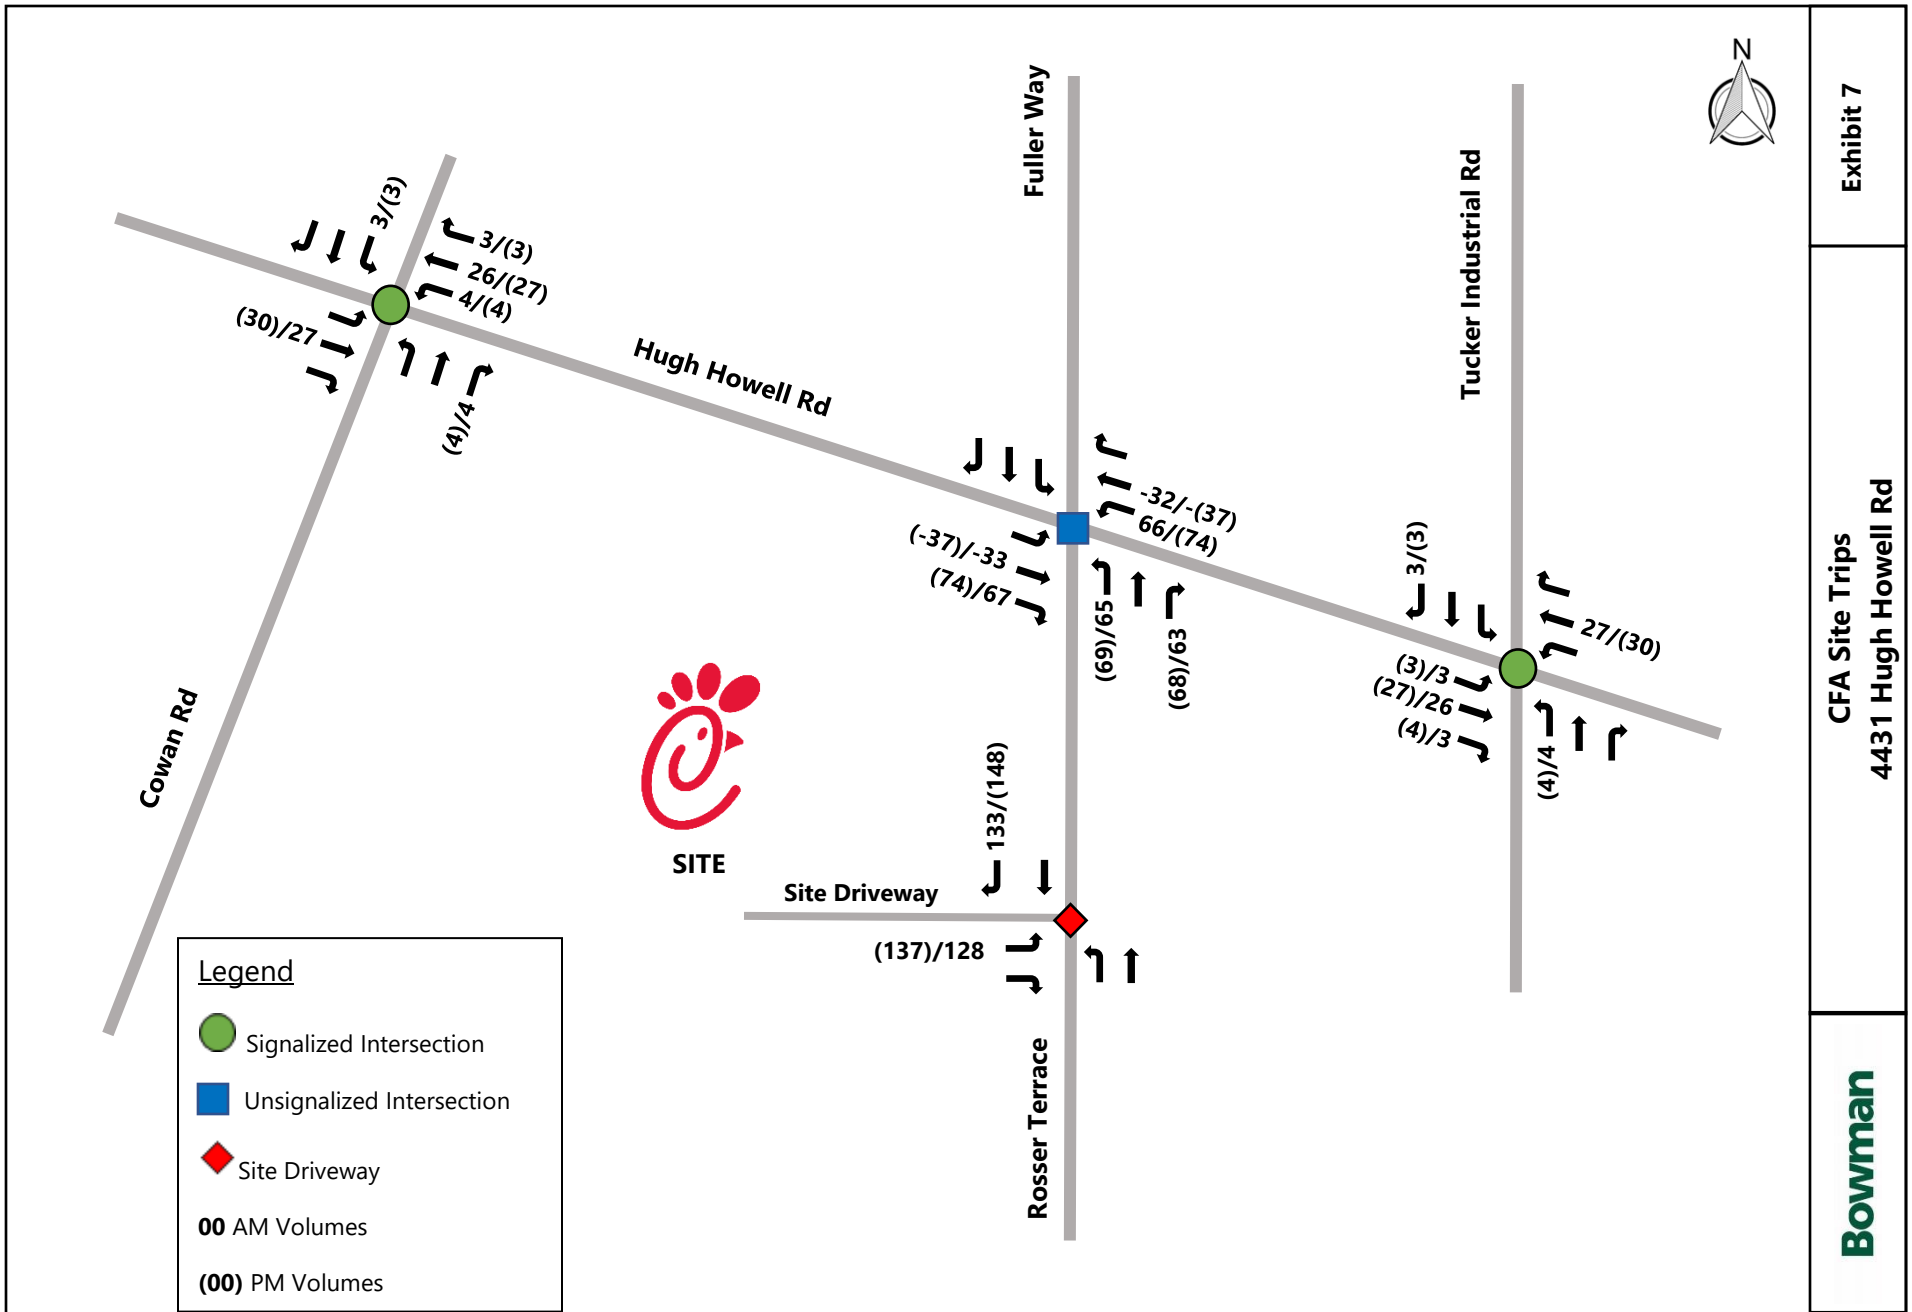 N
Exhibit 7
CFA Site Trips
4431 Hugh Howell Rd
Bowman
Fuller Way
Tucker Industrial Rd
3/(3)
3/(3)
26/(27)
4/(4)
(30)/27
(4)/4
Hugh Howell Rd
Cowan Rd
-32/-(37)
66/(74)
(-37)/-33
(74)/67
(69)/65
(68)/63
3/(3)
27/(30)
(3)/3
(27)/26
(4)/3
(4)/4
SITE
133/(148)
Site Driveway
(137)/128
Rosser Terrace
Legend
Signalized Intersection
Unsignalized Intersection
Site Driveway
00 AM Volumes
(00) PM Volumes